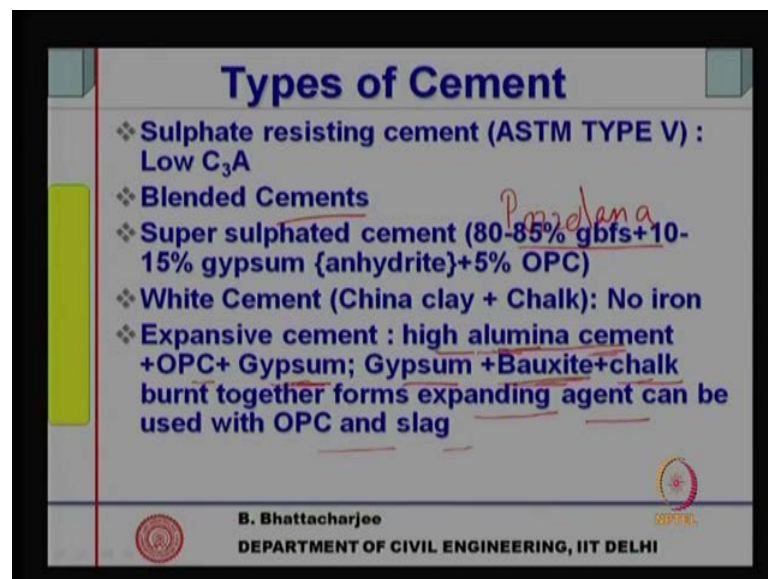 Types of Cement
❖Sulphate resisting cement (ASTM TYPE V) :
Low C₃A
❖Blended Cements
Pozzolana
❖Super sulphated cement (80-85% gbfs+10-
15% gypsum {anhydrite}+5% OPC)
❖White Cement (China clay + Chalk): No iron
❖Expansive cement : high alumina cement
+OPC+ Gypsum; Gypsum +Bauxite+chalk
burnt together forms expanding agent can be
used with OPC and slag
NPTEL
B. Bhattacharjee
DEPARTMENT OF CIVIL ENGINEERING, IIT DELHI